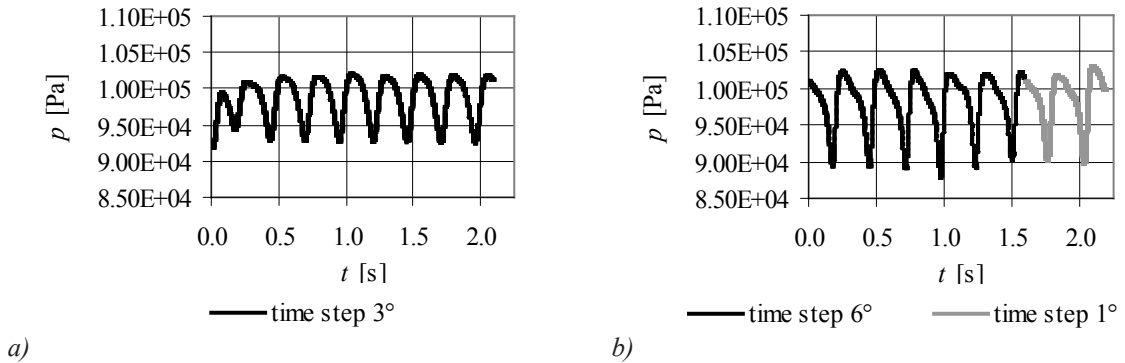 1.10E+05
1.05E+05
1.00E+05
9.50E+04
9.00E+04
8.50E+04
p [Pa]
0.0 0.5 1.0 1.5 2.0
t [s]
time step 3°
a)
1.10E+05
1.05E+05
1.00E+05
9.50E+04
9.00E+04
8.50E+04
p [Pa]
0.0 0.5 1.0 1.5 2.0
t [s]
time step 6° time step 1°
b)